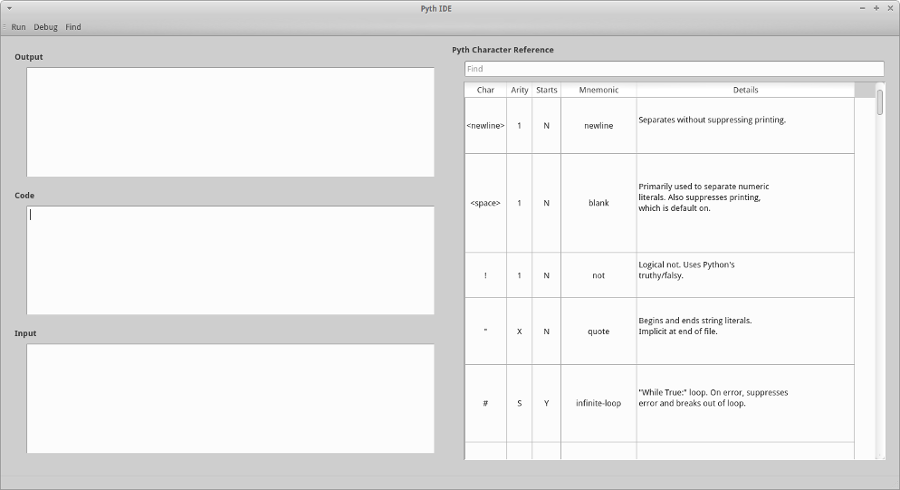 Pyth IDE
Run Debug Find
Output
Code
Input
Pyth Character Reference
Find
Char Arity Starts Mnemonic Details
<newline> 1 N newline Separates without suppressing printing.
<space> 1 N blank Primarily used to separate numeric
literals. Also suppresses printing,
which is default on.
! 1 N not Logical not. Uses Python's
truthy/falsy.
" X N quote Begins and ends string literals.
Implicit at end of file.
# S Y infinite-loop "While True:" loop. On error, suppresses
error and breaks out of loop.